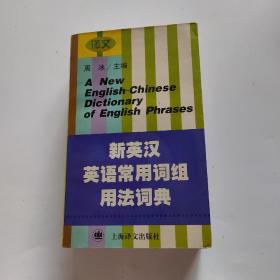 译文
周冰 / 主编
A New
English-Chinese
Dictionary
of English Phrases
新英汉
英语常用词组
用法词典
上海译文出版社